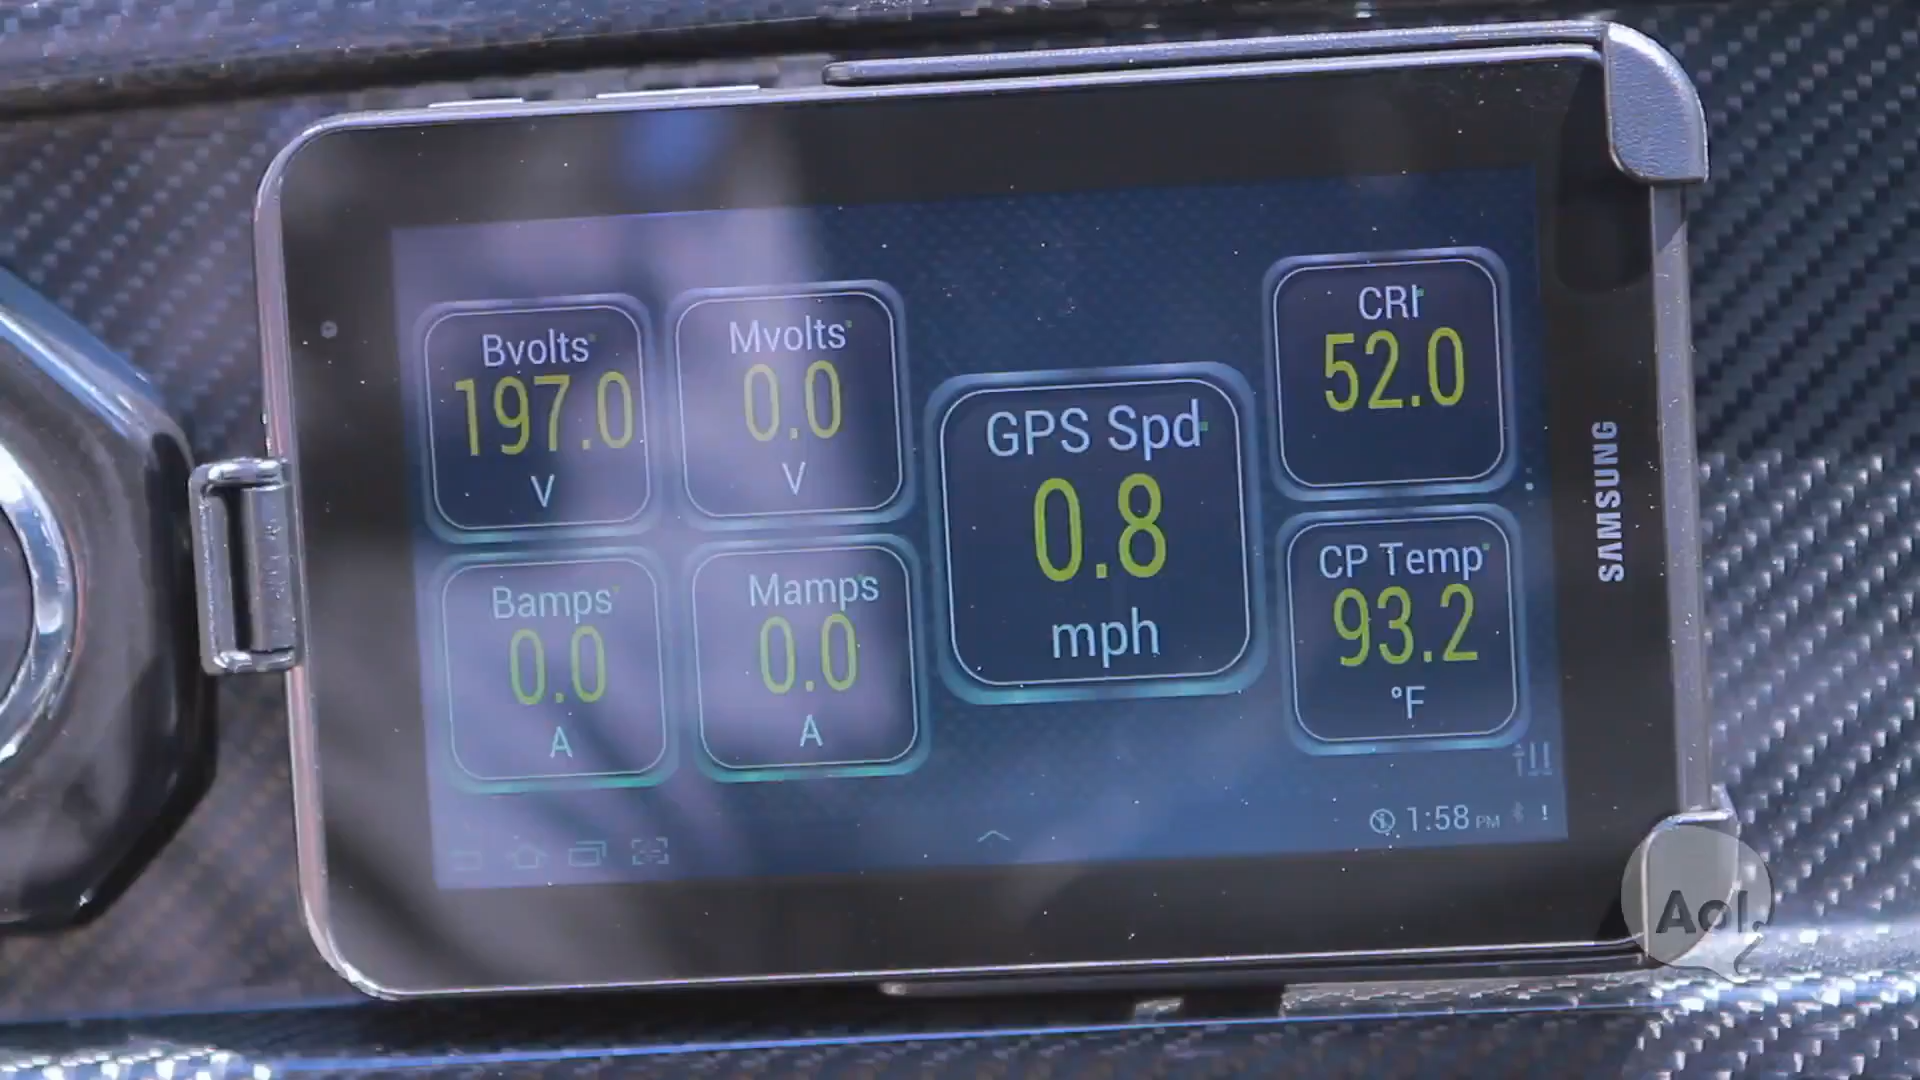 Bvolts
197.0
V
Mvolts
0.0
V
Bamps
0.0
A
Mamps
0.0
A
GPS Spd
0.8
mph
CRI
52.0
CP Temp
93.2
°F
1:58 PM
SAMSUNG
Aol.